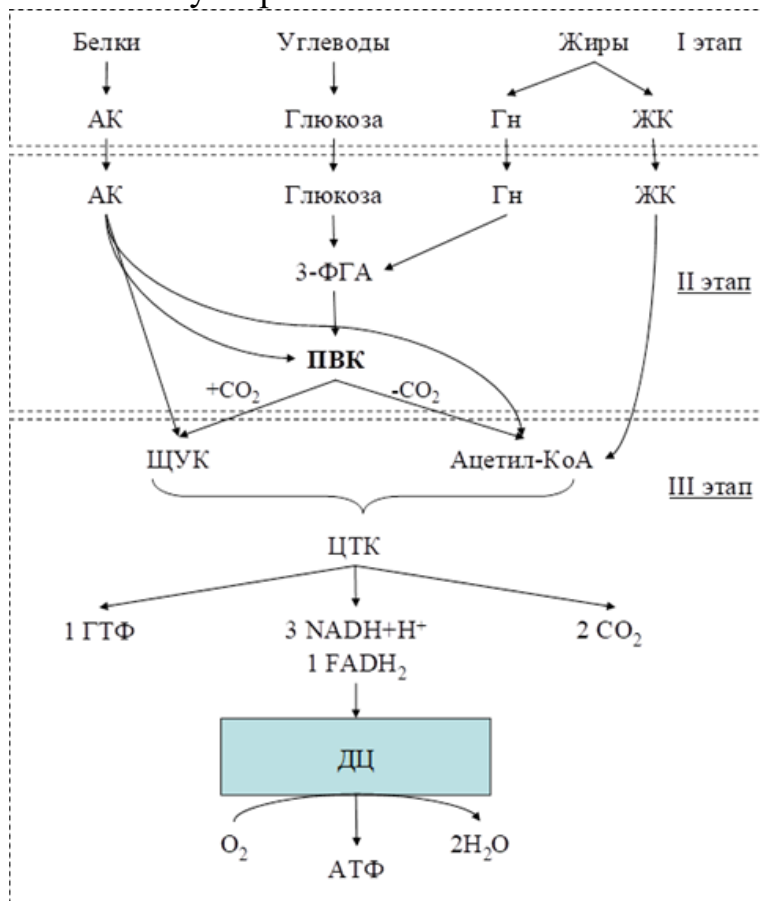 Белки Углеводы Жиры I этап
АК Глюкоза Гн ЖК
АК Глюкоза Гн ЖК
3-ФГА
II этап
ПВК
+CO2 -CO2
ЩУК Ацетил-КоА
III этап
ЦТК
1 ГТФ 3 NADH+H+ 2 CO2
1 FADH2
ДЦ
O2 2H2O
АТФ